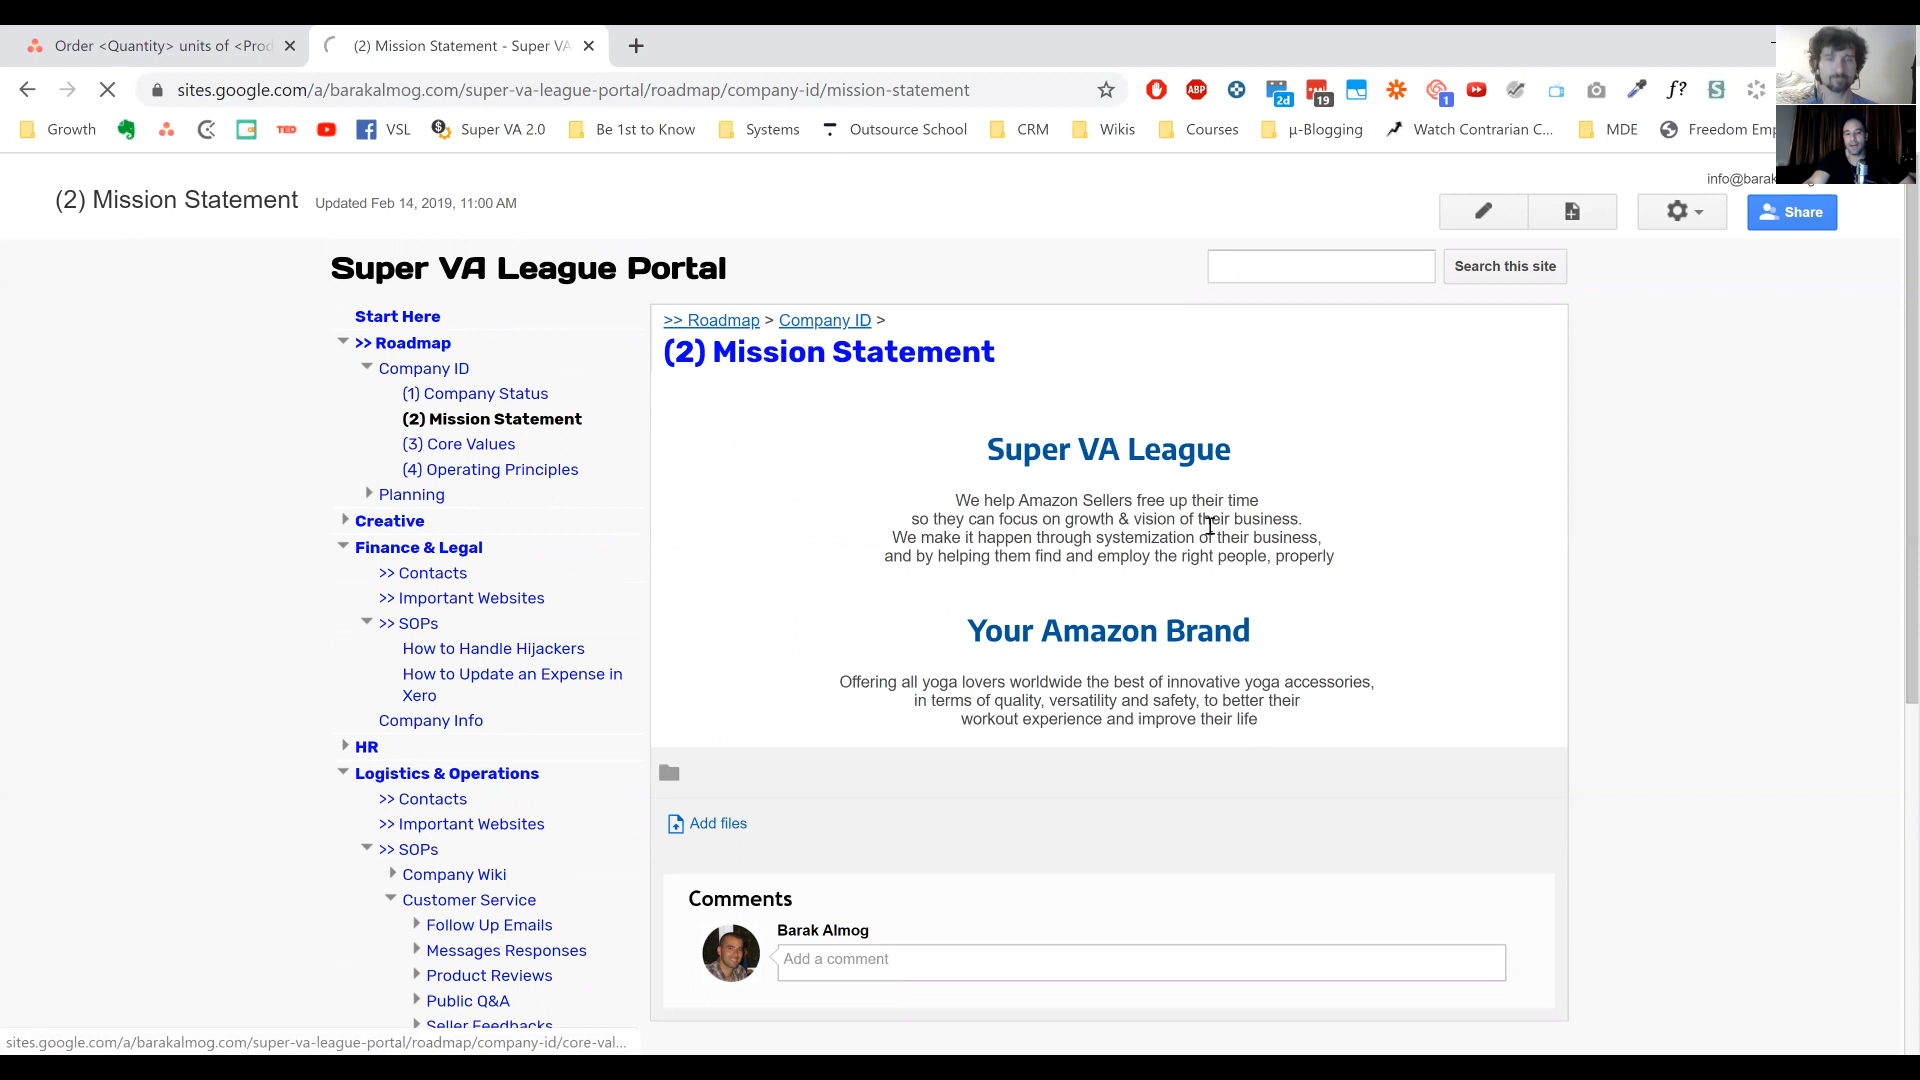 Order <Quantity> units of <Prod
(2) Mission Statement - Super VA
sites.google.com/a/barakalmog.com/super-va-league-portal/roadmap/company-id/mission-statement
ABP
2d
19
1
f?
Growth
TED
VSL
Super VA 2.0
Be 1st to Know
Systems
Outsource School
CRM
Wikis
Courses
µ-Blogging
Watch Contrarian C...
MDE
Freedom Emp
info@barak
(2) Mission Statement
Updated Feb 14, 2019, 11:00 AM
Share
Super VA League Portal
Search this site
Start Here
>> Roadmap
Company ID
(1) Company Status
(2) Mission Statement
(3) Core Values
(4) Operating Principles
Planning
Creative
Finance & Legal
>> Contacts
>> Important Websites
>> SOPs
How to Handle Hijackers
How to Update an Expense in
Xero
Company Info
HR
Logistics & Operations
>> Contacts
>> Important Websites
>> SOPs
Company Wiki
Customer Service
Follow Up Emails
Messages Responses
Product Reviews
Public Q&A
Seller Feedbacks
>> Roadmap > Company ID >
(2) Mission Statement
Super VA League
We help Amazon Sellers free up their time
so they can focus on growth & vision of their business.
We make it happen through systemization of their business,
and by helping them find and employ the right people, properly
Your Amazon Brand
Offering all yoga lovers worldwide the best of innovative yoga accessories,
in terms of quality, versatility and safety, to better their
workout experience and improve their life
Add files
Comments
Barak Almog
Add a comment
sites.google.com/a/barakalmog.com/super-va-league-portal/roadmap/company-id/core-val...